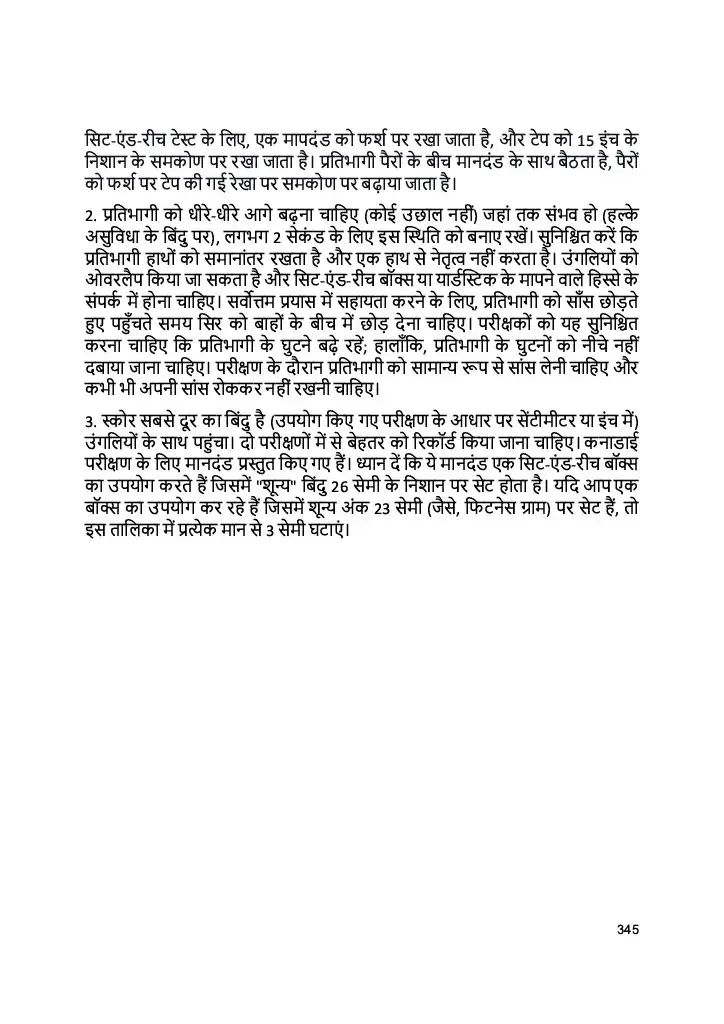 सिट-एंड-रीच टेस्ट के लिए, एक मापदंड को फर्श पर रखा जाता है, और टेप को 15 इंच के
निशान के समकोण पर रखा जाता है। प्रतिभागी पैरों के बीच मानदंड के साथ बैठता है, पैरों
को फर्श पर टेप की गई रेखा पर समकोण पर बढ़ाया जाता है।
2. प्रतिभागी को धीरे-धीरे आगे बढ़ना चाहिए (कोई उछाल नहीं) जहां तक संभव हो (हल्के
असुविधा के बिंदु पर), लगभग 2 सेकंड के लिए इस स्थिति को बनाए रखें। सुनिश्चित करें कि
प्रतिभागी हाथों को समानांतर रखता है और एक हाथ से नेतृत्व नहीं करता है। उंगलियों को
ओवरलैप किया जा सकता है और सिट-एंड-रीच बॉक्स या यार्डस्टिक के मापने वाले हिस्से के
संपर्क में होना चाहिए। सर्वोत्तम प्रयास में सहायता करने के लिए, प्रतिभागी को साँस छोड़ते
हुए पहुँचते समय सिर को बाहों के बीच में छोड़ देना चाहिए। परीक्षकों को यह सुनिश्चित
करना चाहिए कि प्रतिभागी के घुटने बढ़े रहें; हालाँकि, प्रतिभागी के घुटनों को नीचे नहीं
दबाया जाना चाहिए। परीक्षण के दौरान प्रतिभागी को सामान्य रूप से सांस लेनी चाहिए और
कभी भी अपनी सांस रोककर नहीं रखनी चाहिए।
3. स्कोर सबसे दूर का बिंदु है (उपयोग किए गए परीक्षण के आधार पर सेंटीमीटर या इंच में)
उंगलियों के साथ पहुंचा। दो परीक्षणों में से बेहतर को रिकॉर्ड किया जाना चाहिए। कनाडाई
परीक्षण के लिए मानदंड प्रस्तुत किए गए हैं। ध्यान दें कि ये मानदंड एक सिट-एंड-रीच बॉक्स
का उपयोग करते हैं जिसमें "शून्य" बिंदु 26 सेमी के निशान पर सेट होता है। यदि आप एक
बॉक्स का उपयोग कर रहे हैं जिसमें शून्य अंक 23 सेमी (जैसे, फिटनेस ग्राम) पर सेट हैं, तो
इस तालिका में प्रत्येक मान से 3 सेमी घटाएं।
345